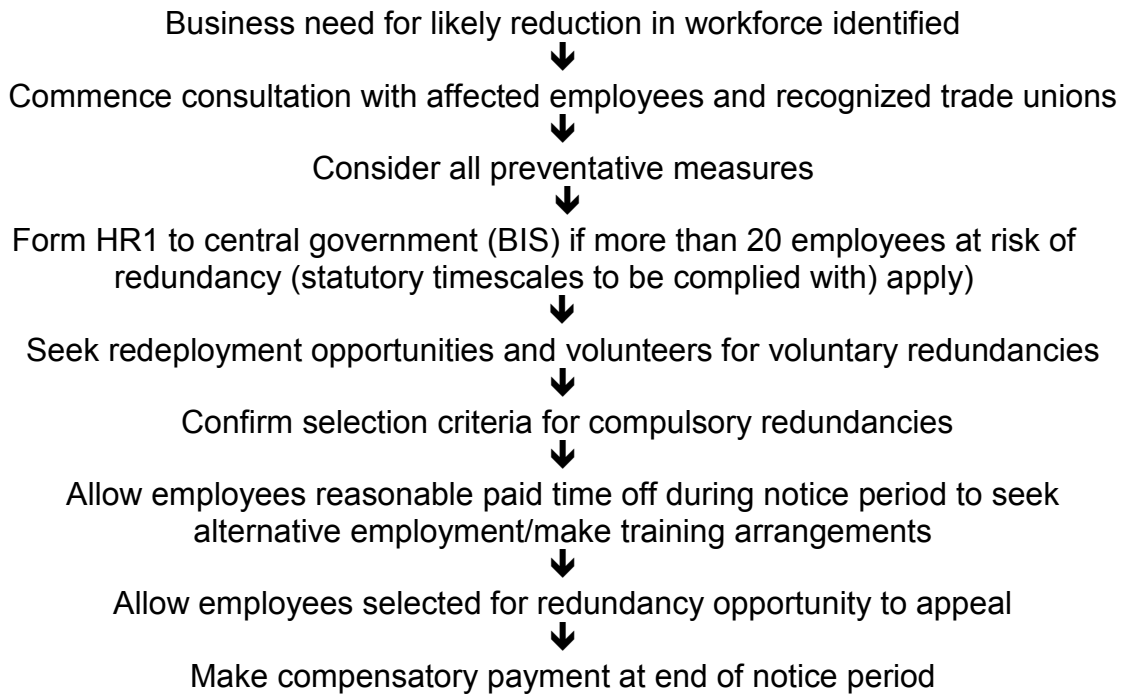 Business need for likely reduction in workforce identified
Commence consultation with affected employees and recognized trade unions
Consider all preventative measures
Form HR1 to central government (BIS) if more than 20 employees at risk of
redundancy (statutory timescales to be complied with) apply)
Seek redeployment opportunities and volunteers for voluntary redundancies
Confirm selection criteria for compulsory redundancies
Allow employees reasonable paid time off during notice period to seek
alternative employment/make training arrangements
Allow employees selected for redundancy opportunity to appeal
Make compensatory payment at end of notice period